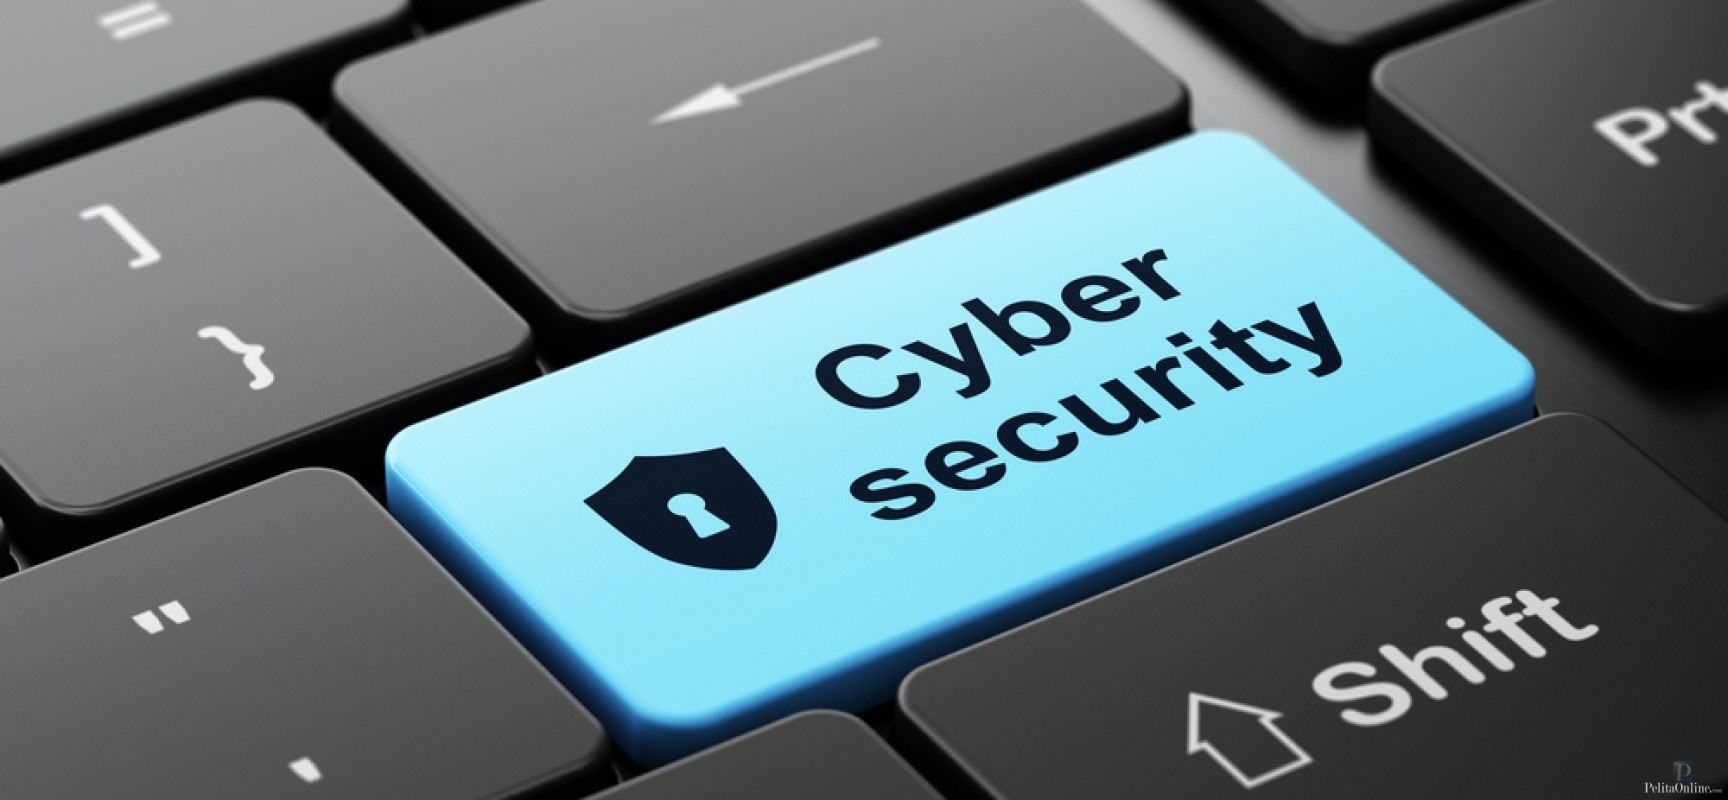 =
]
}
Prt
Cyber
security
"
'
Shift
PelitaOnline.com